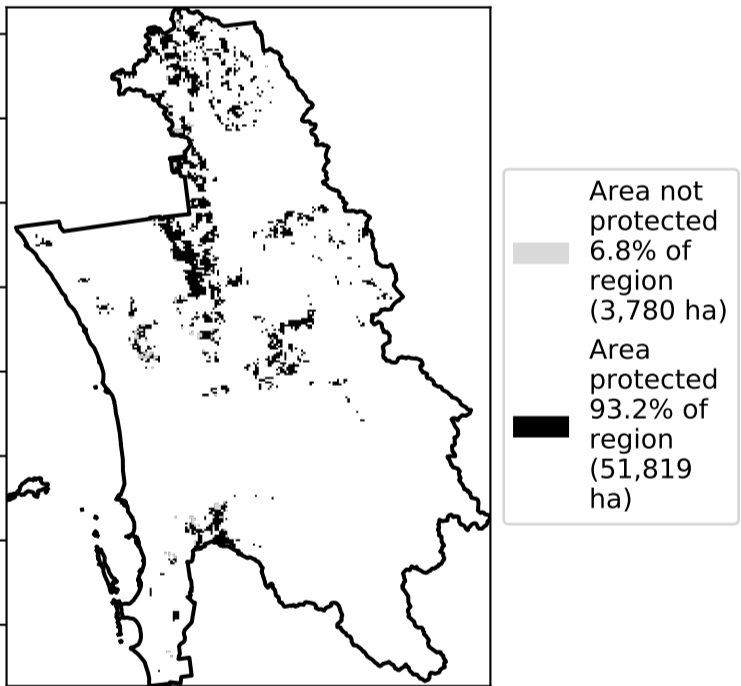 Area not
protected
6.8% of
region
(3,780 ha)
Area
protected
93.2% of
region
(51,819
ha)